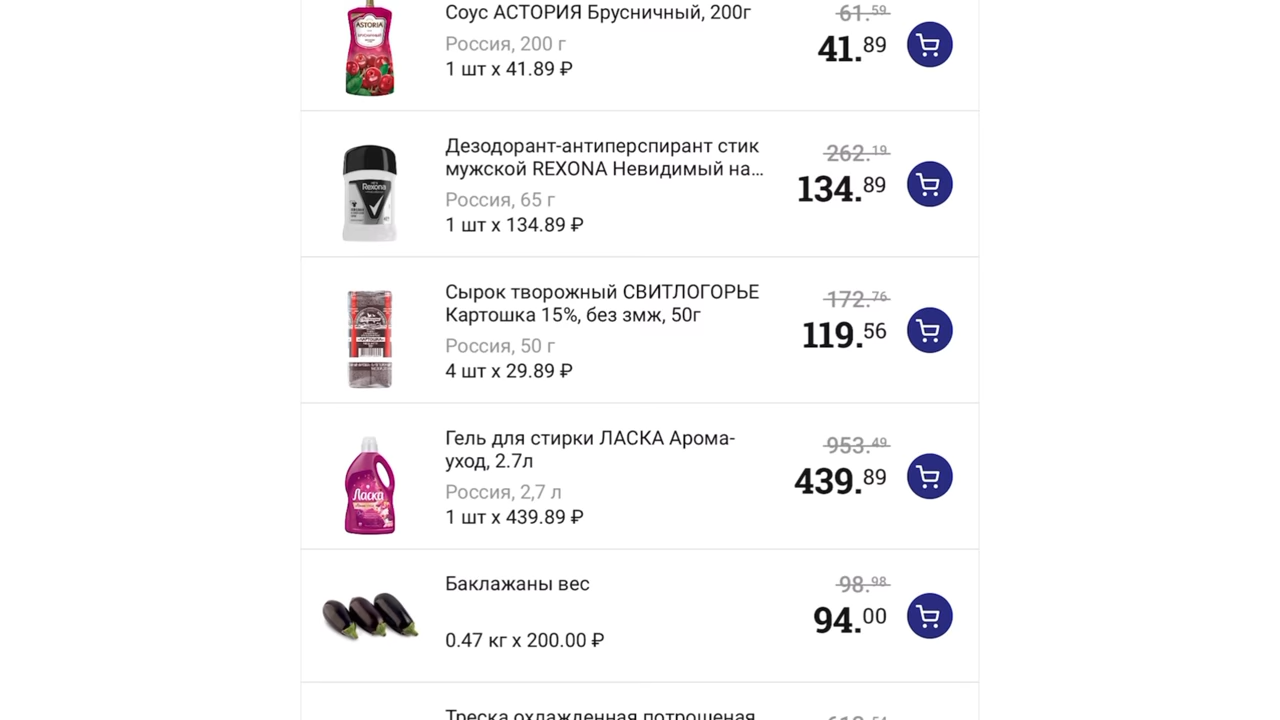 Соус АСТОРИЯ Брусничный, 200г
61.59
Россия, 200 г
41.89
1 шт x 41.89 ₽
ASTORIA
Дезодорант-антиперспирант стик
262.19
мужской REXONA Невидимый на...
134.89
Россия, 65 г
1 шт x 134.89 ₽
Rexona
Сырок творожный СВИТЛОГОРЬЕ
172.76
Картошка 15%, без змж, 50г
119.56
Россия, 50 г
4 шт x 29.89 ₽
КАРТОШКА
Гель для стирки ЛАСКА Арома-
953.49
уход, 2.7л
439.89
Россия, 2,7 л
1 шт x 439.89 ₽
Ласка
Баклажаны вес
98.98
94.00
0.47 кг x 200.00 ₽
Треска охлажденная потрошеная